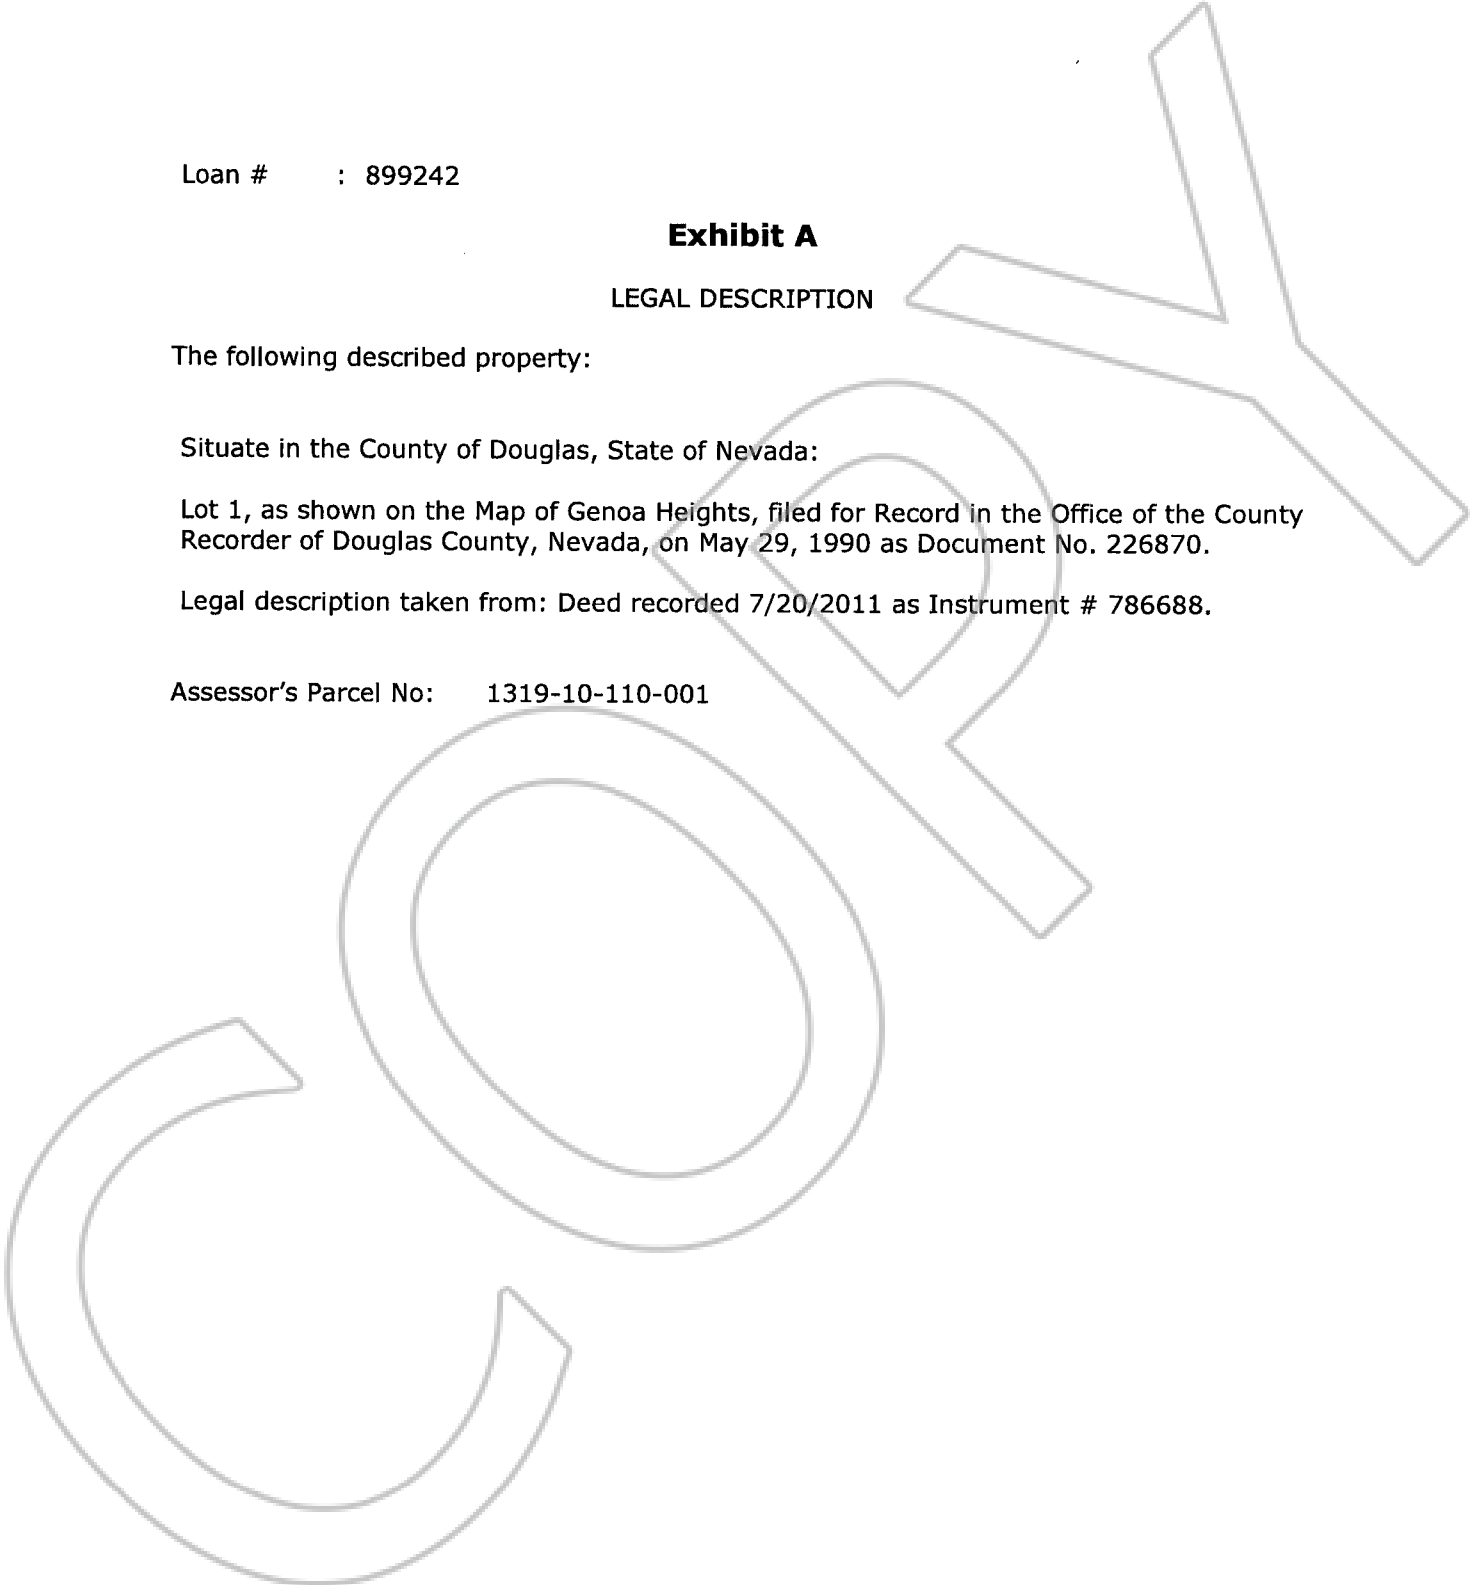 Loan # : 899242
Exhibit A
LEGAL DESCRIPTION
The following described property:
Situate in the County of Douglas, State of Nevada:
Lot 1, as shown on the Map of Genoa Heights, filed for Record in the Office of the County
Recorder of Douglas County, Nevada, on May 29, 1990 as Document No. 226870.
Legal description taken from: Deed recorded 7/20/2011 as Instrument # 786688.
Assessor's Parcel No: 1319-10-110-001
COPY